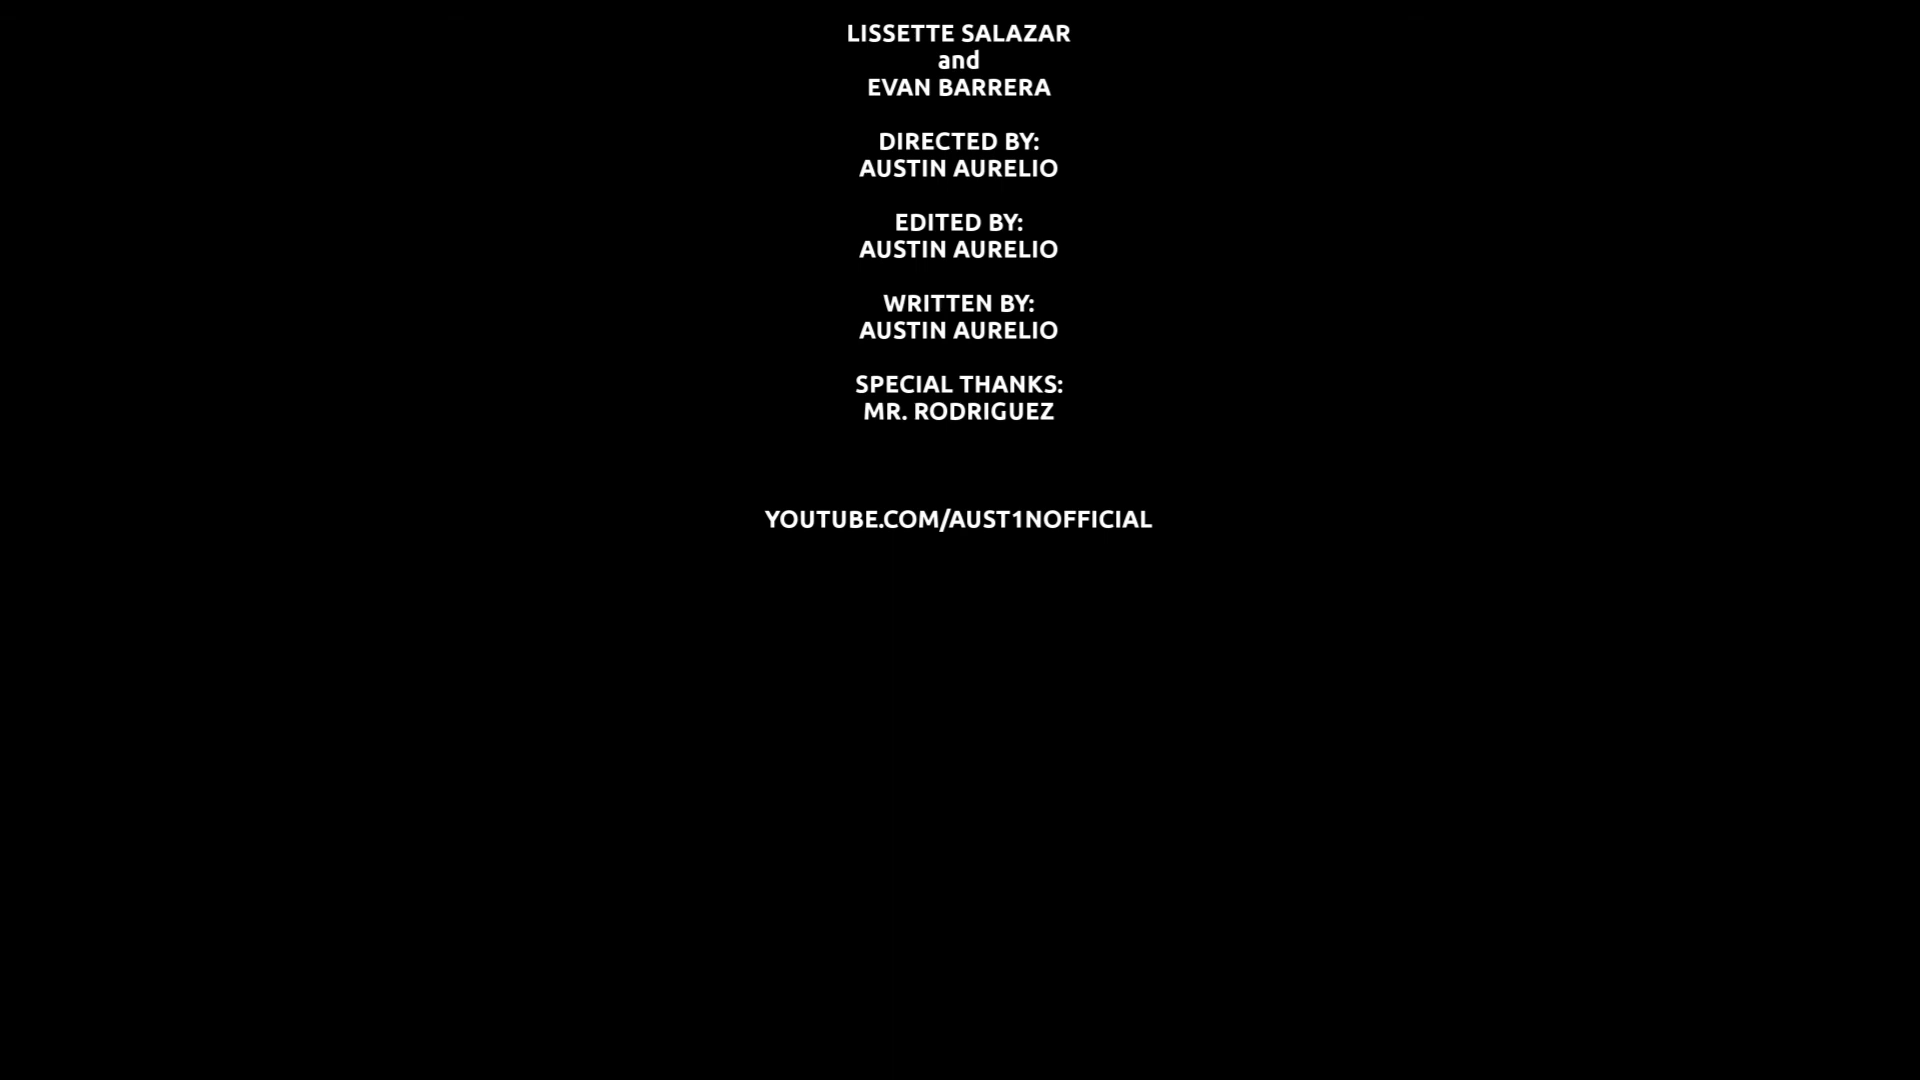 LISSETTE SALAZAR
and
EVAN BARRERA
DIRECTED BY:
AUSTIN AURELIO
EDITED BY:
AUSTIN AURELIO
WRITTEN BY:
AUSTIN AURELIO
SPECIAL THANKS:
MR. RODRIGUEZ
YOUTUBE.COM/AUST1NOFFICIAL